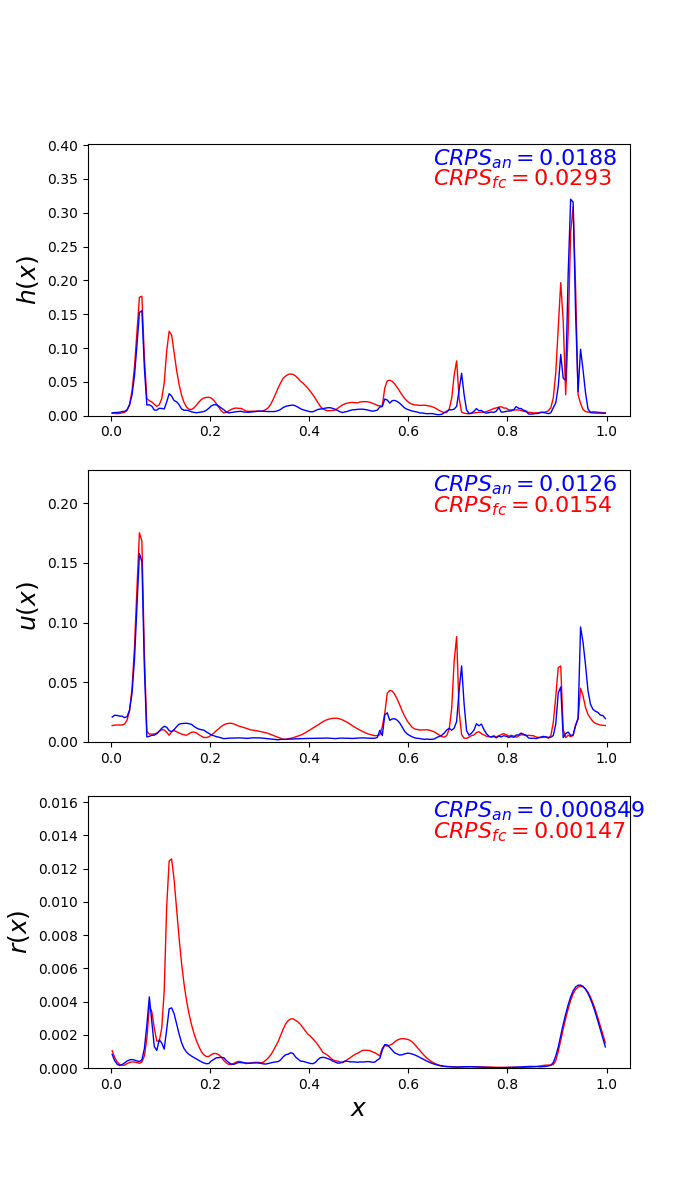 0.40
CRPS_an = 0.0188
0.35
CRPS_fc = 0.0293
0.30
h(x)
0.25
0.20
0.15
0.10
0.05
0.00
0.0 0.2 0.4 0.6 0.8 1.0
CRPS_an = 0.0126
0.20
CRPS_fc = 0.0154
0.15
u(x)
0.10
0.05
0.00
0.0 0.2 0.4 0.6 0.8 1.0
0.016
CRPS_an = 0.000849
0.014
CRPS_fc = 0.00147
0.012
0.010
r(x)
0.008
0.006
0.004
0.002
0.000
0.0 0.2 0.4 0.6 0.8 1.0
x